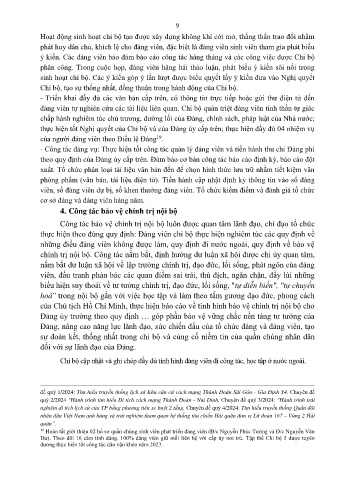 9
Hoạt động sinh hoạt chi bộ tạo được xây dựng không khí cởi mở, thẳng thắn trao đổi nhằm
phát huy dân chủ, khích lệ cho đảng viên, đặc biệt là đảng viên sinh viên tham gia phát biểu
ý kiến. Các đảng viên báo đảm báo cáo công tác hàng tháng và các công việc được Chi bộ
phân công. Trong cuộc họp, đảng viên hăng hái thảo luận, phát biểu ý kiến sôi nổi trong
sinh hoạt chi bộ. Các ý kiến góp ý lần lượt được biểu quyết lấy ý kiến đưa vào Nghị quyết
Chi bộ, tạo sự thống nhất, đồng thuận trong hành động của Chi bộ.
- Triển khai đầy đủ các văn bản cấp trên, có thông tin trực tiếp hoặc gửi thư điện tử đến
đảng viên tự nghiên cứu các tài liệu liên quan. Chi bộ quán triệt đảng viên tinh thần tự giác
chấp hành nghiêm túc chủ trương, đường lối của Đảng, chính sách, pháp luật của Nhà nước;
thực hiện tốt Nghị quyết của Chi bộ và của Đảng ủy cấp trên; thực hiện đầy đủ 04 nhiệm vụ
của người đảng viên theo Điều lệ Đảng¹⁰.
- Công tác đảng vụ: Thực hiện tốt công tác quản lý đảng viên và tiến hành thu chi Đảng phí
theo quy định của Đảng ủy cấp trên. Đảm bảo cơ bản công tác báo cáo định kỳ, báo cáo đột
xuất. Tổ chức phân loại tài liệu văn bản đến để chọn hình thức lưu trữ nhằm tiết kiệm văn
phòng phẩm (văn bản, tài liệu điện tử). Tiến hành cập nhật định kỳ thông tin vào sổ đảng
viên, sổ đảng viên dự bị, sổ khen thưởng đảng viên. Tổ chức kiểm điểm và đánh giá tổ chức
cơ sở đảng và đảng viên hàng năm.
4. Công tác bảo vệ chính trị nội bộ
Công tác bảo vệ chính trị nội bộ luôn được quan tâm lãnh đạo, chỉ đạo tổ chức
thực hiện theo đúng quy định: Đảng viên chi bộ thực hiện nghiêm túc các quy định về
những điều đảng viên không được làm, quy định đi nước ngoài, quy định về bảo vệ
chính trị nội bộ. Công tác nắm bắt, định hướng dư luận xã hội được chi ủy quan tâm,
nắm bắt dư luận xã hội về lập trường chính trị, đạo đức, lối sống, phát ngôn của đảng
viên, đấu tranh phản bác các quan điểm sai trái, thù địch, ngăn chặn, đẩy lùi những
biểu hiện suy thoái về tư tưởng chính trị, đạo đức, lối sống, "tự diễn biến", "tự chuyển
hoá" trong nội bộ gắn với việc học tập và làm theo tấm gương đạo đức, phong cách
của Chủ tịch Hồ Chí Minh, thực hiện báo cáo về tình hình bảo vệ chính trị nội bộ cho
Đảng ủy trường theo quy định … góp phần bảo vệ vững chắc nền tảng tư tưởng của
Đảng, nâng cao năng lực lãnh đạo, sức chiến đấu của tổ chức đảng và đảng viên, tạo
sự đoàn kết, thống nhất trong chi bộ và củng cố niềm tin của quần chúng nhân dân
đối với sự lãnh đạo của Đảng.
Chi bộ cập nhật và ghi chép đầy đủ tình hình đảng viên đi công tác, học tập ở nước ngoài.
đề quý 1/2024: Tìm hiểu truyền thống lịch sử Khu căn cứ cách mạng Thành Đoàn Sài Gòn - Gia Định Y4. Chuyên đề
quý 2/2024 "Hành trình tìm hiểu Di tích cách mạng Thành Đoàn - Núi Dinh. Chuyên đề quý 3/2024: "Hành trình trải
nghiệm di tích lịch sử của TP bằng phương tiện xe buýt 2 tầng. Chuyên đề quý 4/2024: Tìm hiểu truyền thống Quân đội
nhân dân Việt Nam anh hùng và trải nghiệm tham quan hệ thống tàu chiến Hải quân đơn vị Lữ đoàn 167 – Vùng 2 Hải
quân".
¹⁰ Hoàn tất giới thiệu 02 hồ sơ quần chúng sinh viên phát triển đảng viên (Đ/c Nguyễn Phúc Tường và Đ/c Nguyễn Văn
Du). Theo dõi 16 cảm tình đảng. 100% đảng viên giữ mối liên hệ với cấp ủy nơi trú. Tập thể Chi bộ 3 được tuyên
dương thực hiện tốt công tác dân vận khéo năm 2023.